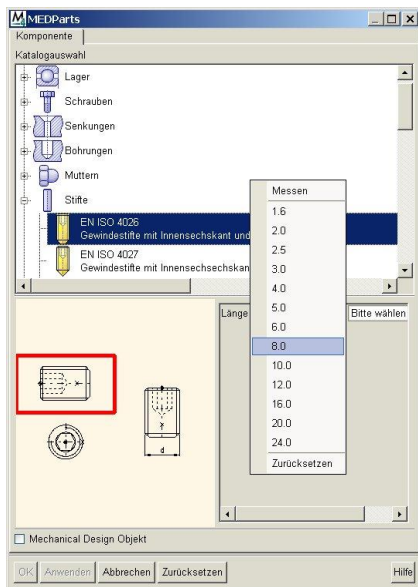 MEDParts
Komponente
Katalogauswahl
Lager
Schrauben
Senkungen
Bohrungen
Muttern
Stifte
EN ISO 4026
Gewindestifte mit Innensechskant und
EN ISO 4027
Gewindestifte mit Innensechsechskan
Messen
1.6
2.0
2.5
3.0
4.0
5.0
6.0
8.0
10.0
12.0
16.0
20.0
24.0
Zurücksetzen
Länge
Bitte wählen
d
Mechanical Design Objekt
OK Anwenden Abbrechen Zurücksetzen Hilfe